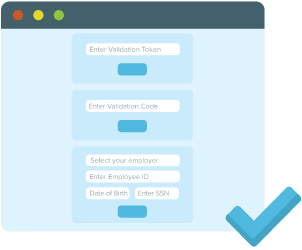 Enter Validation Token
Enter Validation Code
Select your employer
Enter Employee ID
Date of Birth Enter SSN